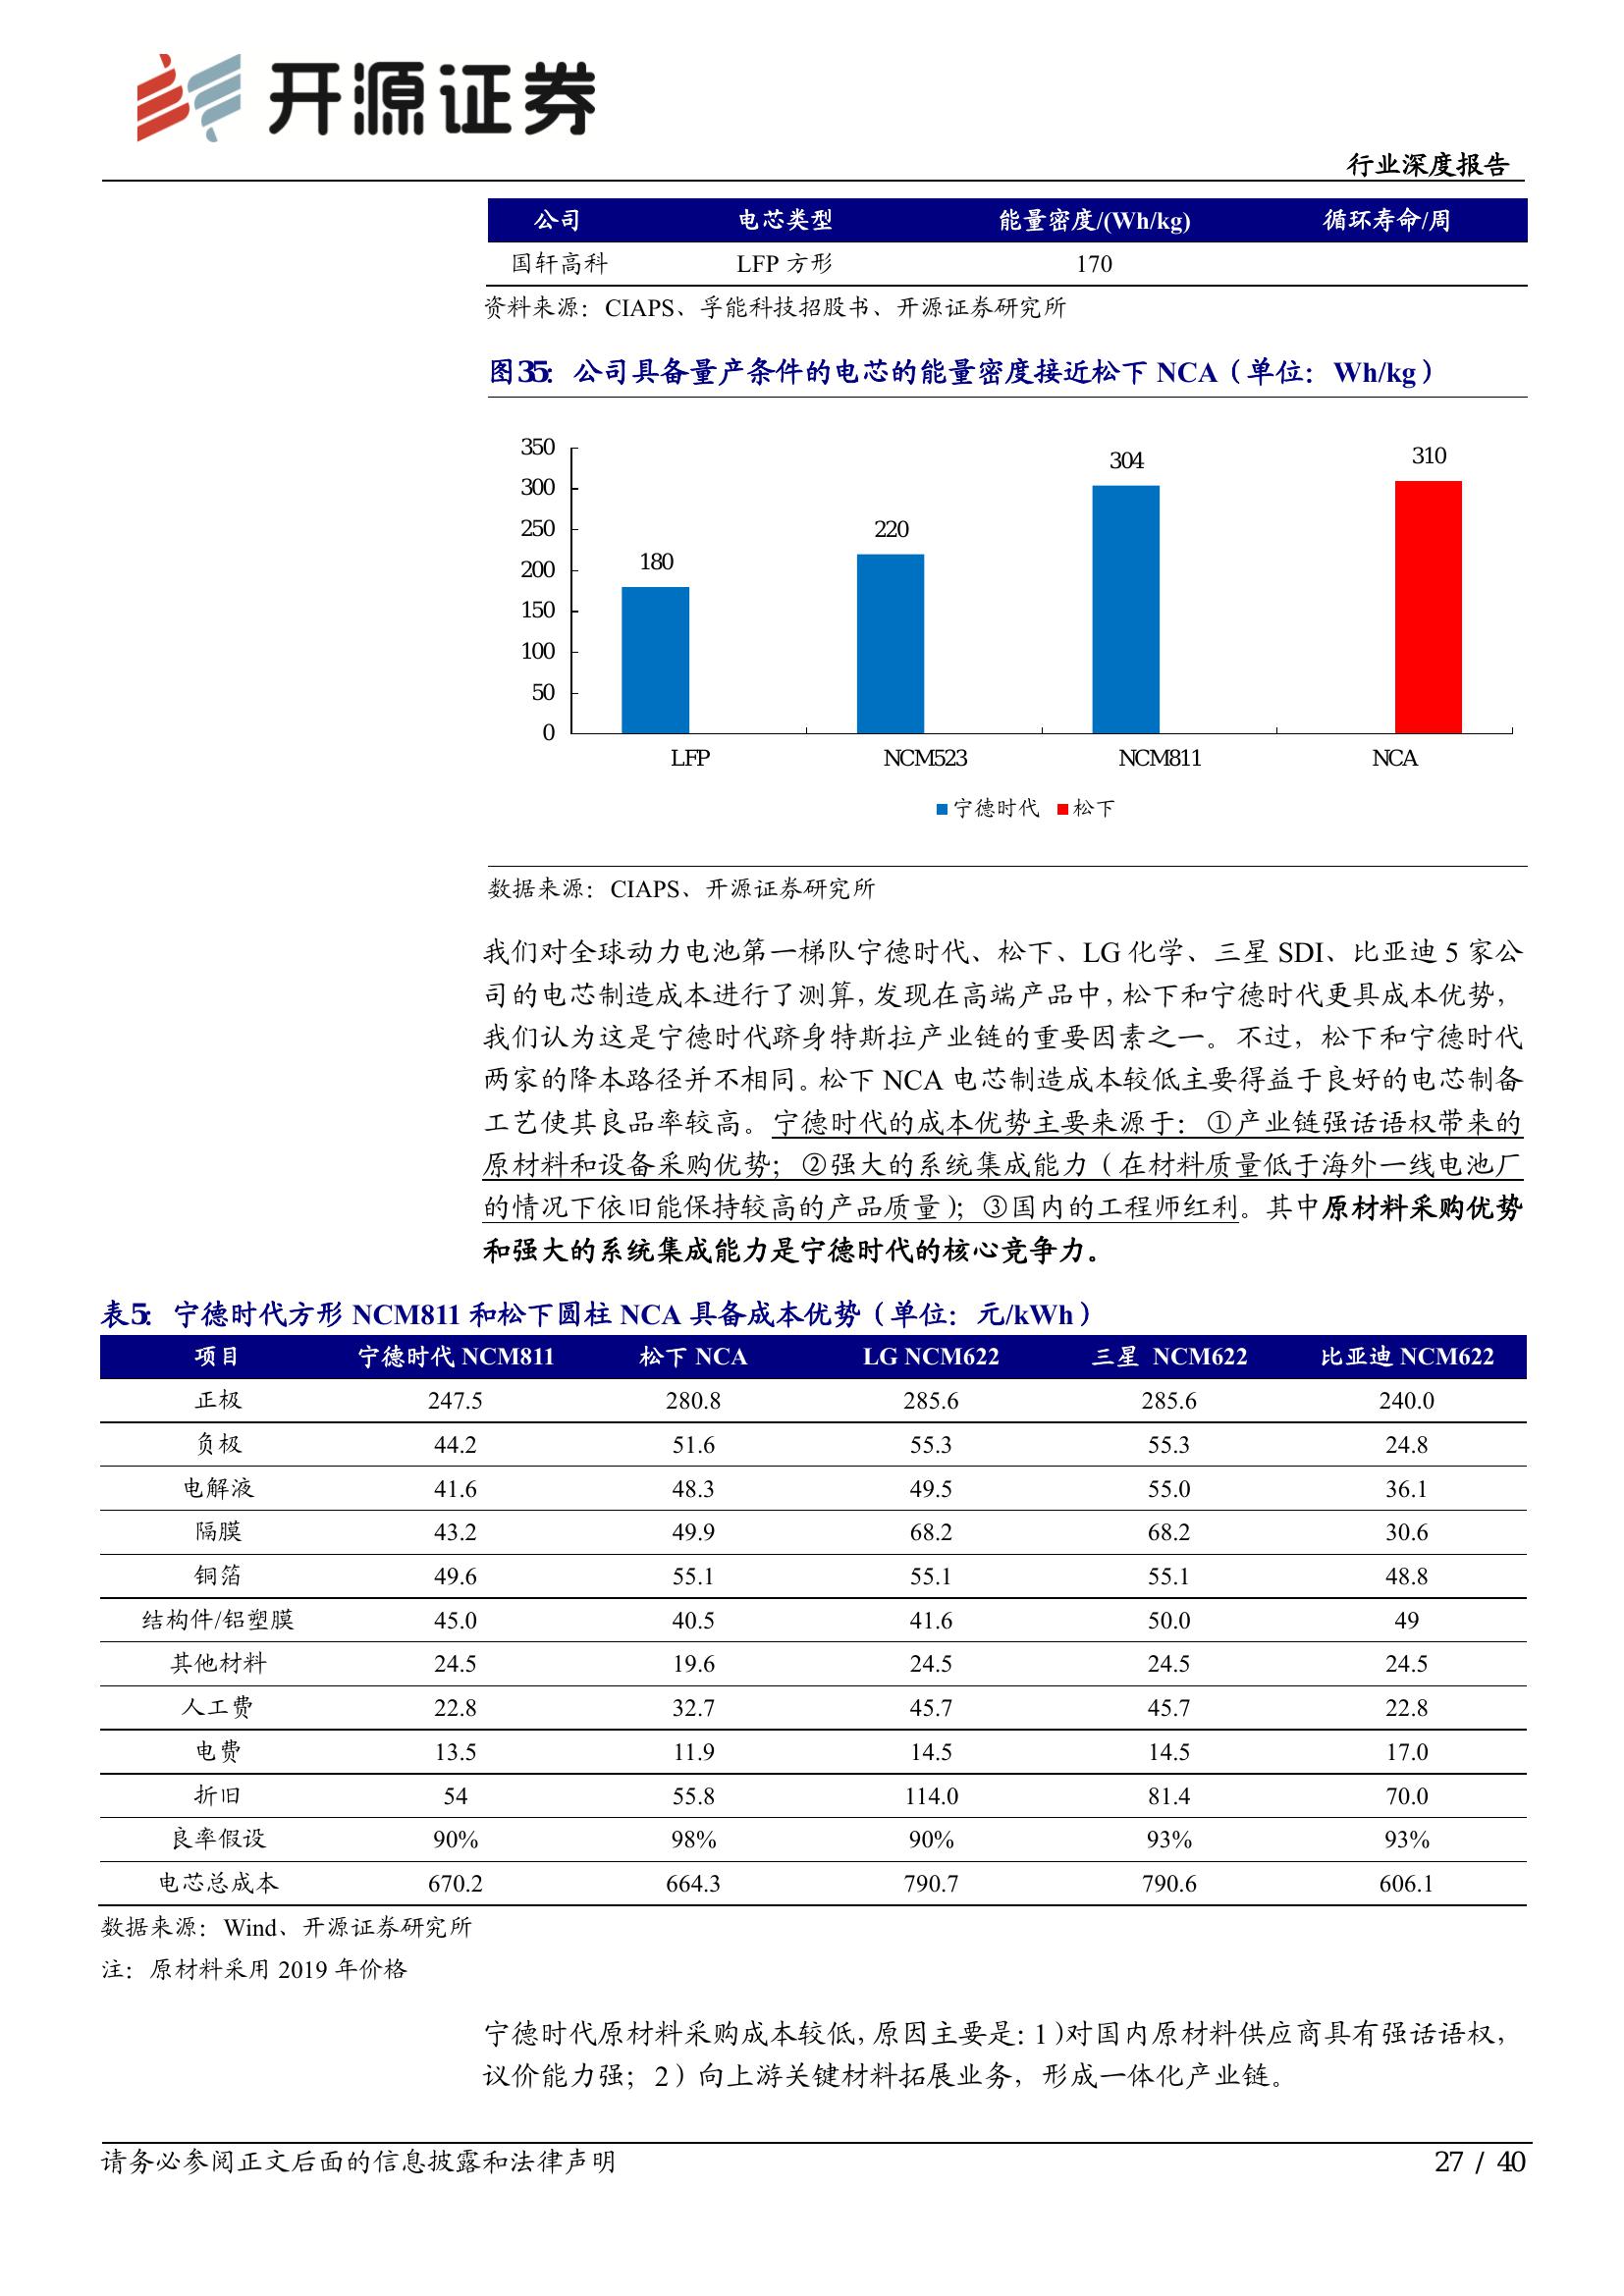 开源证券
行业深度报告
公司 电芯类型 能量密度/(Wh/kg) 循环寿命/周
国轩高科 LFP 方形 170
资料来源：CIAPS、孚能科技招股书、开源证券研究所
图35：公司具备量产条件的电芯的能量密度接近松下 NCA（单位：Wh/kg）
350
300
250
200
150
100
50
0
180
220
304
310
LFP NCM523 NCM811 NCA
宁德时代 松下
数据来源：CIAPS、开源证券研究所
我们对全球动力电池第一梯队宁德时代、松下、LG 化学、三星 SDI、比亚迪 5 家公
司的电芯制造成本进行了测算，发现在高端产品中，松下和宁德时代更具成本优势，
我们认为这是宁德时代跻身特斯拉产业链的重要因素之一。不过，松下和宁德时代
两家的降本路径并不相同。松下 NCA 电芯制造成本较低主要得益于良好的电芯制备
工艺使其良品率较高。宁德时代的成本优势主要来源于：①产业链强话语权带来的
原材料和设备采购优势；②强大的系统集成能力（在材料质量低于海外一线电池厂
的情况下依旧能保持较高的产品质量）；③国内的工程师红利。其中原材料采购优势
和强大的系统集成能力是宁德时代的核心竞争力。
表5：宁德时代方形 NCM811 和松下圆柱 NCA 具备成本优势（单位：元/kWh）
项目 宁德时代 NCM811 松下 NCA LG NCM622 三星 NCM622 比亚迪 NCM622
正极 247.5 280.8 285.6 285.6 240.0
负极 44.2 51.6 55.3 55.3 24.8
电解液 41.6 48.3 49.5 55.0 36.1
隔膜 43.2 49.9 68.2 68.2 30.6
铜箔 49.6 55.1 55.1 55.1 48.8
结构件/铝塑膜 45.0 40.5 41.6 50.0 49
其他材料 24.5 19.6 24.5 24.5 24.5
人工费 22.8 32.7 45.7 45.7 22.8
电费 13.5 11.9 14.5 14.5 17.0
折旧 54 55.8 114.0 81.4 70.0
良率假设 90% 98% 90% 93% 93%
电芯总成本 670.2 664.3 790.7 790.6 606.1
数据来源：Wind、开源证券研究所
注：原材料采用 2019 年价格
宁德时代原材料采购成本较低，原因主要是：1）对国内原材料供应商具有强话语权，
议价能力强；2）向上游关键材料拓展业务，形成一体化产业链。
请务必参阅正文后面的信息披露和法律声明
27 / 40